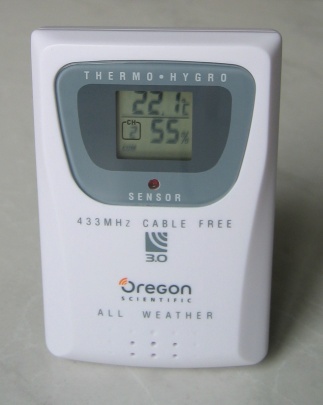 THERMO • HYGRO
22.1°C
CH
2
55%
SENSOR
433MHz CABLE FREE
3.0
Oregon
SCIENTIFIC
ALL WEATHER